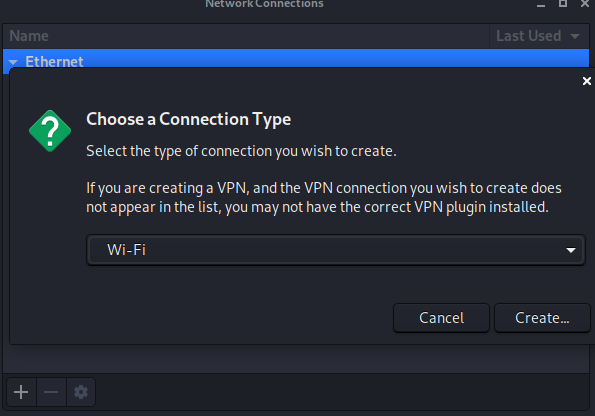 Network Connections
Name Last Used
Ethernet
Choose a Connection Type
Select the type of connection you wish to create.
If you are creating a VPN, and the VPN connection you wish to create does
not appear in the list, you may not have the correct VPN plugin installed.
Wi-Fi
Cancel Create...